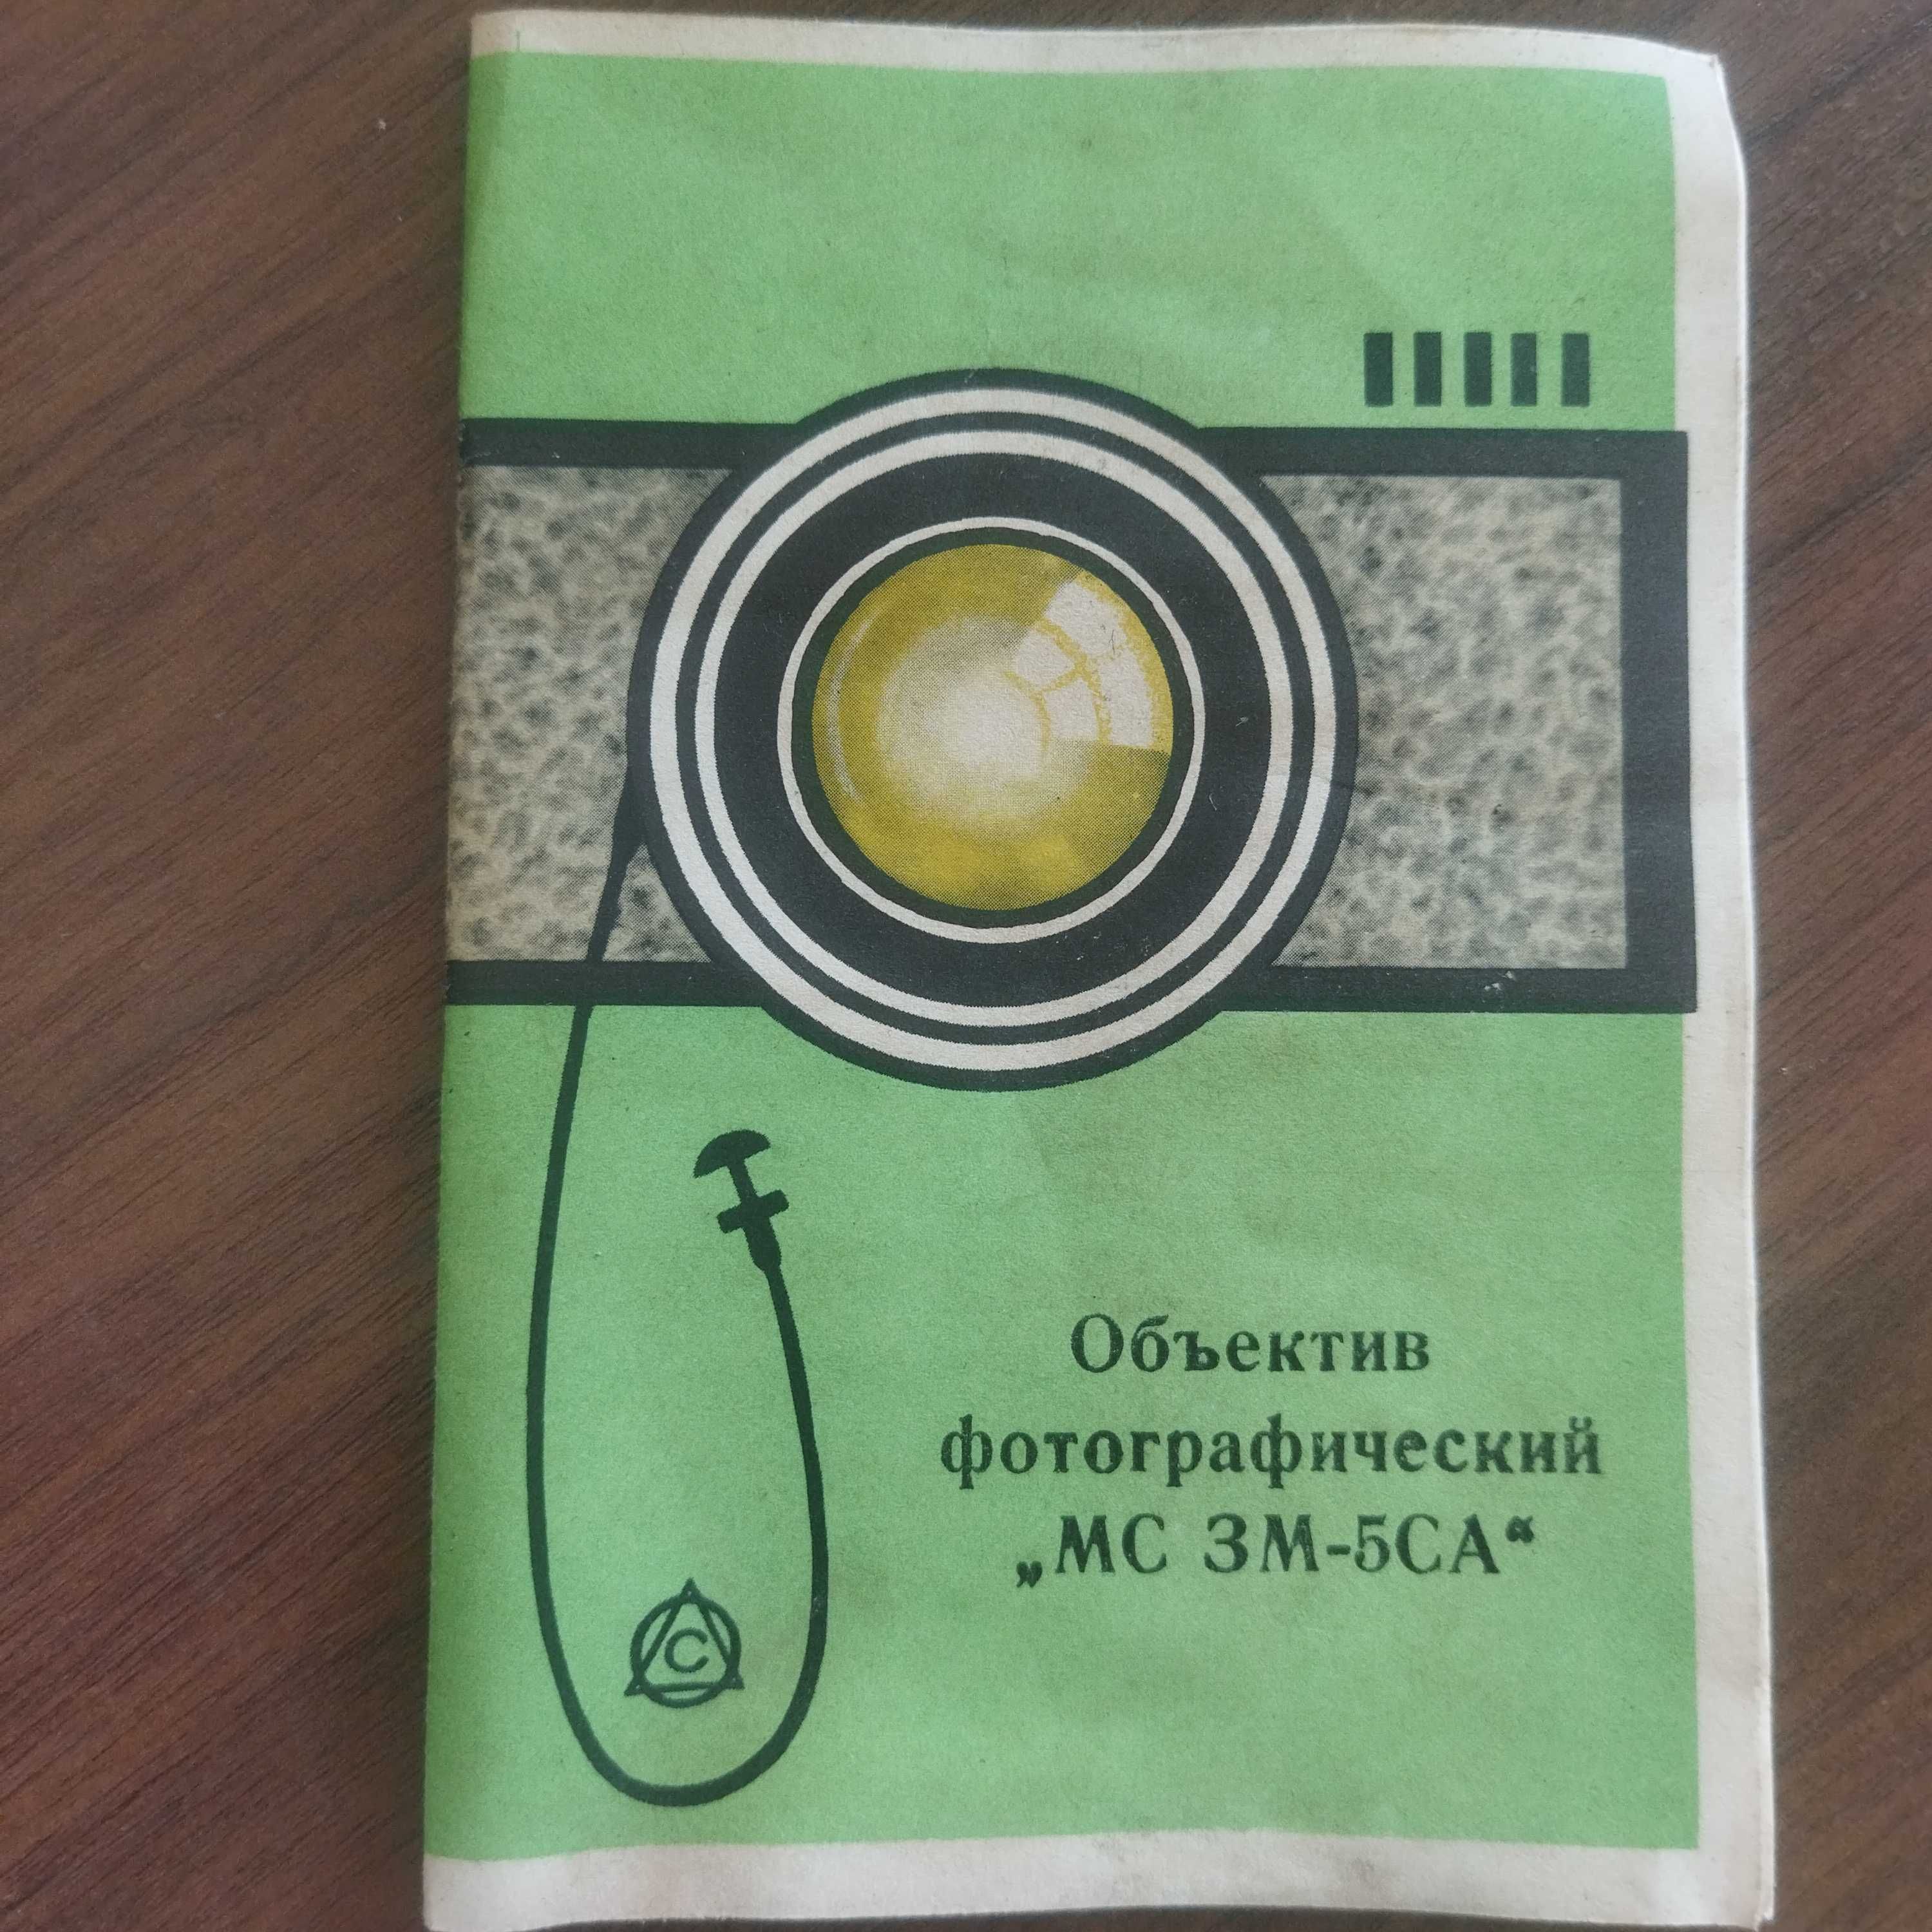 Объектив
фотографический
„МС ЗМ-5СА“
С